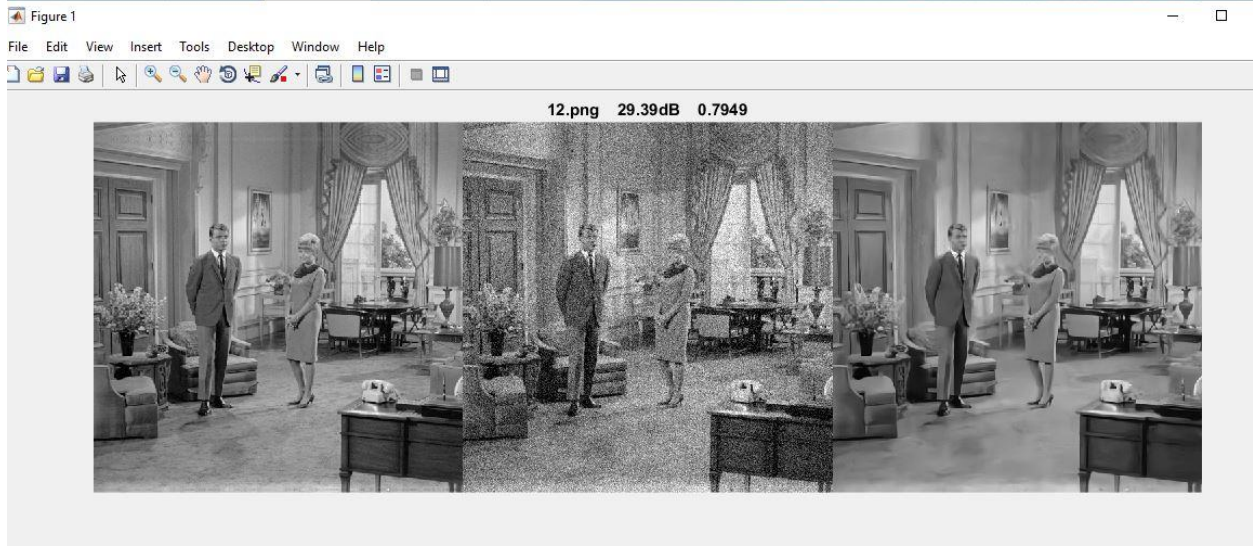 Figure 1
File Edit View Insert Tools Desktop Window Help
12.png 29.39dB 0.7949